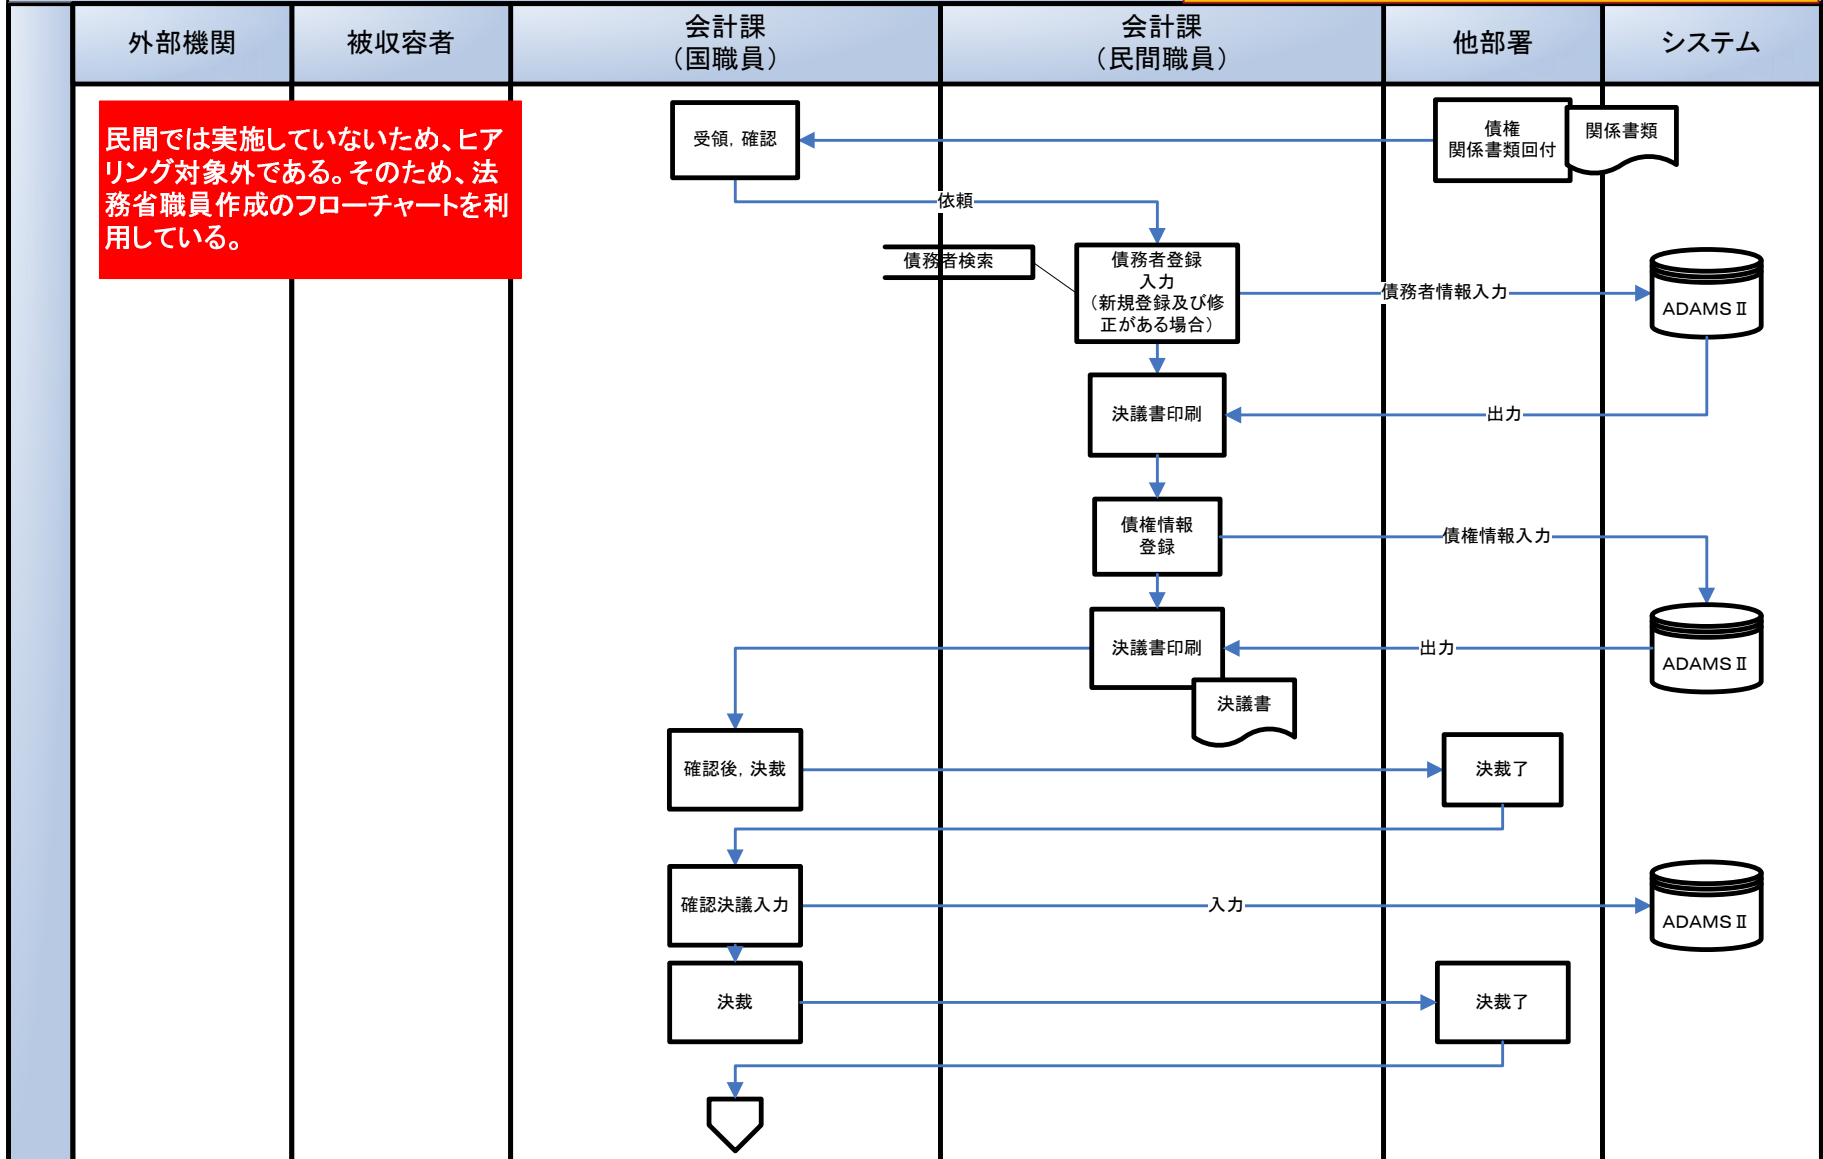 外部機関
被収容者
会計課
（国職員）
会計課
（民間職員）
他部署
システム
民間では実施していないため、ヒア
リング対象外である。そのため、法
務省職員作成のフローチャートを利
用している。
受領，確認
債権
関係書類回付
関係書類
依頼
債務者検索
債務者登録
入力
（新規登録及び修
正がある場合）
債務者情報入力
ADAMSⅡ
決議書印刷
出力
債権情報
登録
債権情報入力
決議書印刷
出力
ADAMSⅡ
決議書
確認後，決裁
決裁了
確認決議入力
入力
ADAMSⅡ
決裁
決裁了